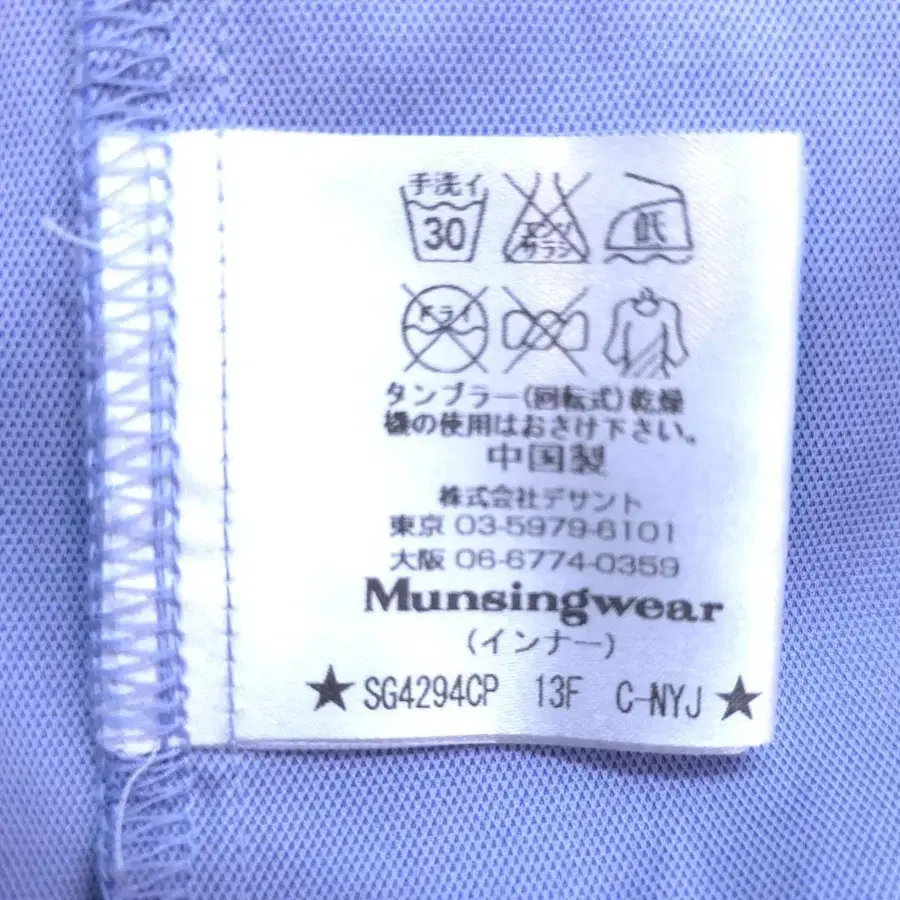 手洗イ
30
エンソ
サラシ
低
ドライ
タンブラー(回転式)乾燥
機の使用はおさけ下さい。
中国製
株式会社デサント
東京 03-5979-6101
大阪 06-6774-0359
Munsingwear
(インナー)
★SG4294CP 13F C-NYJ★